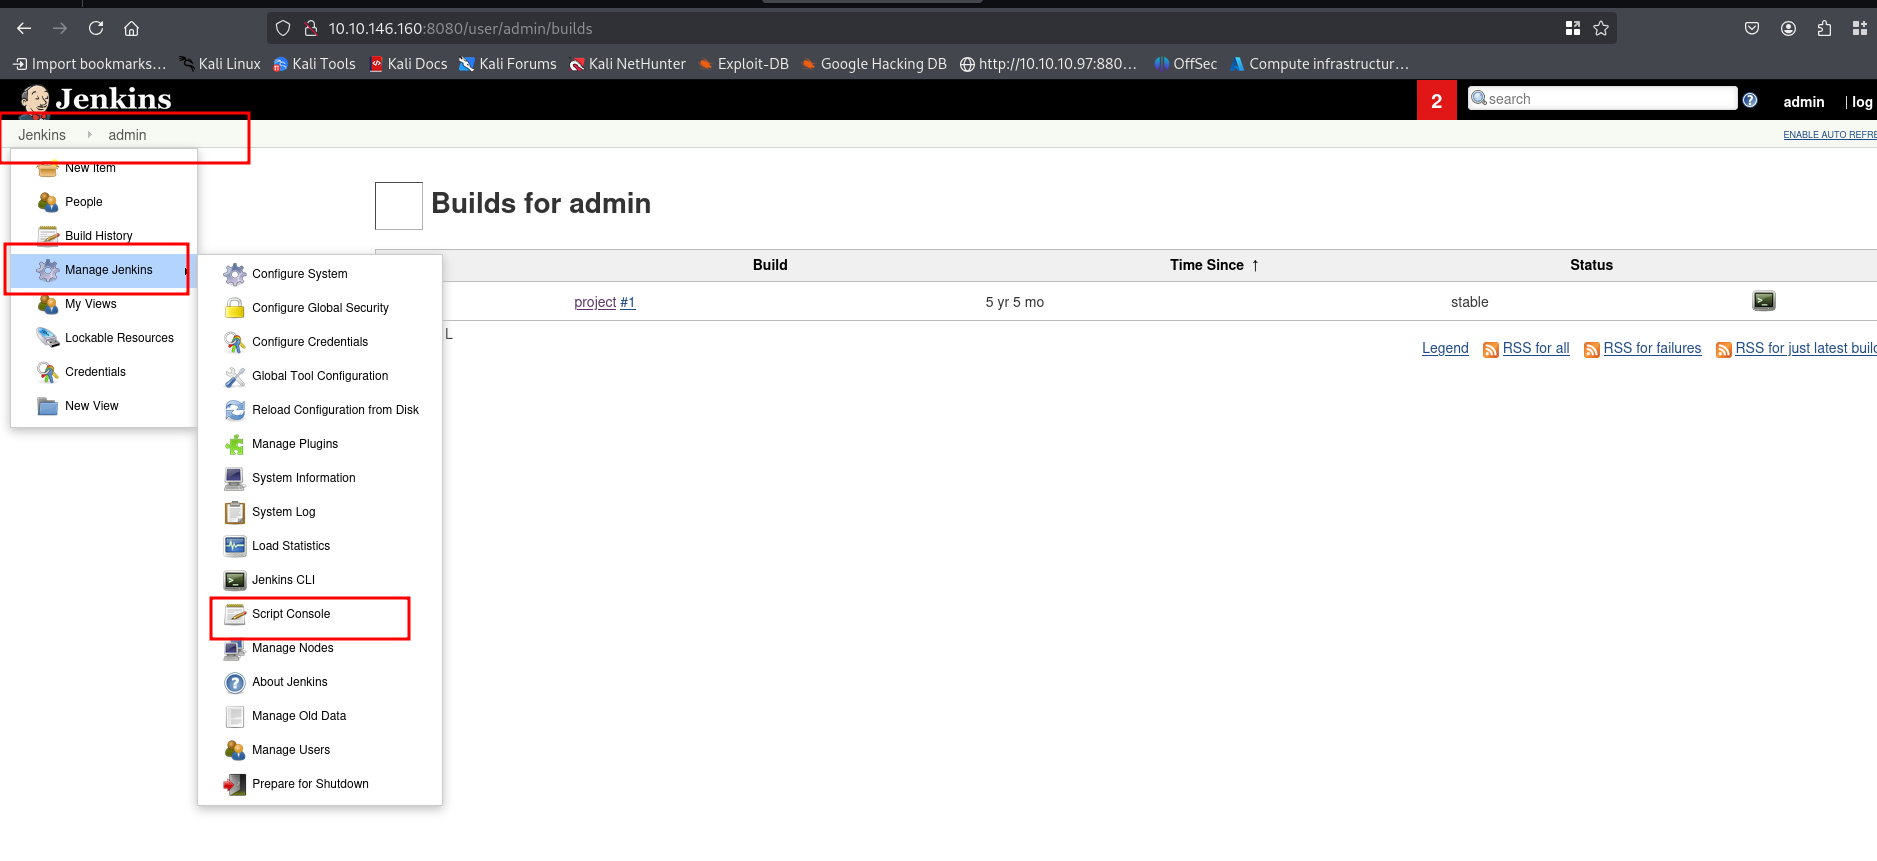 10.10.146.160:8080/user/admin/builds
Import bookmarks... Kali Linux Kali Tools Kali Docs Kali Forums Kali NetHunter Exploit-DB Google Hacking DB http://10.10.10.97:880... OffSec Compute infrastructur...
Jenkins 2 search admin | log
Jenkins admin ENABLE AUTO REFRE
New Item
People
Build History
Manage Jenkins
My Views
Lockable Resources
Credentials
New View
Configure System
Configure Global Security
Configure Credentials
Global Tool Configuration
Reload Configuration from Disk
Manage Plugins
System Information
System Log
Load Statistics
Jenkins CLI
Script Console
Manage Nodes
About Jenkins
Manage Old Data
Manage Users
Prepare for Shutdown
Builds for admin
Build Time Since ↑ Status
project #1 5 yr 5 mo stable
L
Legend RSS for all RSS for failures RSS for just latest build